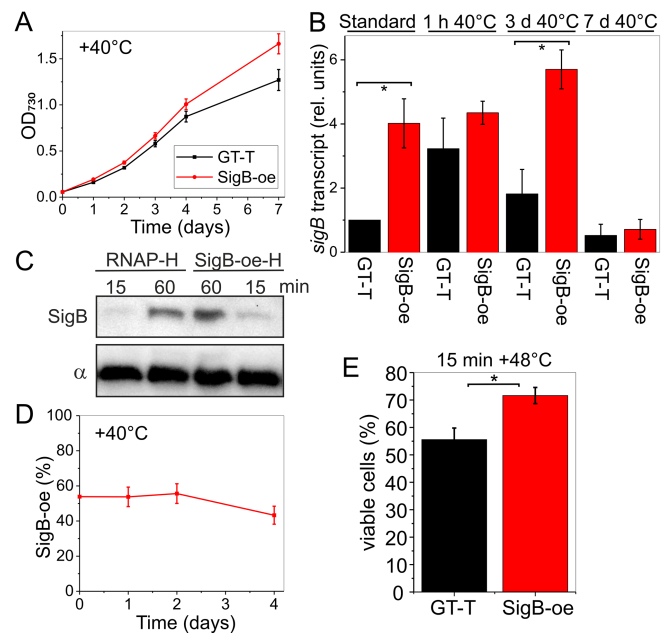 A
+40°C
OD730
1.5
1.0
0.5
0.0
GT-T
SigB-oe
0 1 2 3 4 5 6 7
Time (days)
B
Standard 1 h 40°C 3 d 40°C 7 d 40°C
sigB transcript (rel. units)
6
4
2
0
* *
GT-T SigB-oe GT-T SigB-oe GT-T SigB-oe GT-T SigB-oe
C
RNAP-H SigB-oe-H
15 60 60 15 min
SigB
α
D
+40°C
SigB-oe (%)
100
80
60
40
20
0
0 1 2 3 4
Time (days)
E
15 min +48°C
*
viable cells (%)
80
70
60
50
40
30
20
10
0
GT-T SigB-oe